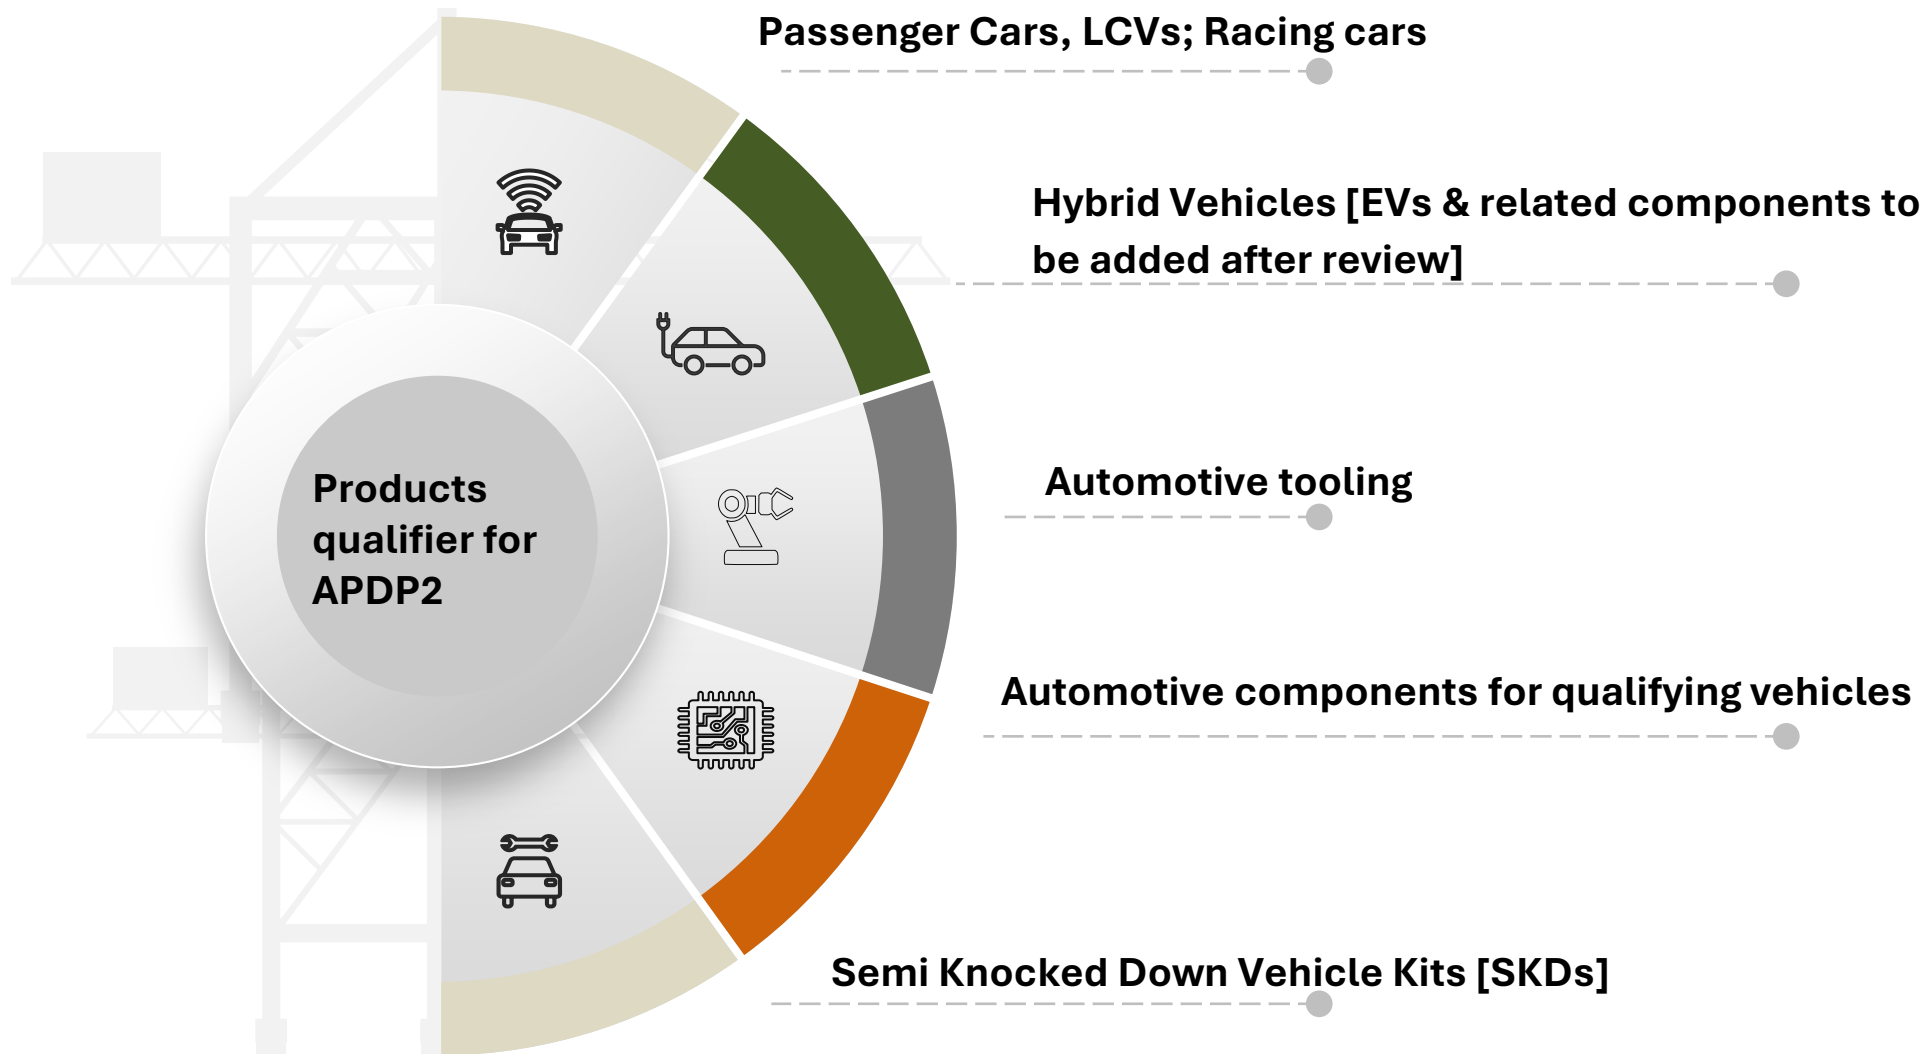 Passenger Cars, LCVs; Racing cars
Hybrid Vehicles [EVs & related components to
be added after review]
Products
qualifier for
APDP2
Automotive tooling
Automotive components for qualifying vehicles
Semi Knocked Down Vehicle Kits [SKDs]